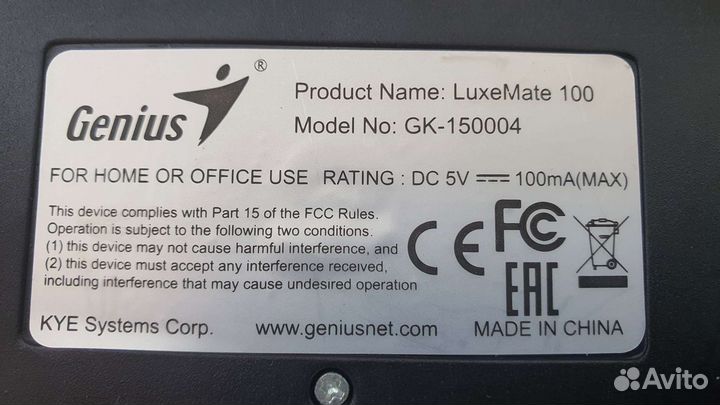 Genius ®
Product Name: LuxeMate 100
Model No: GK-150004
FOR HOME OR OFFICE USE RATING : DC 5V ⎓ 100mA(MAX)
This device complies with Part 15 of the FCC Rules.
Operation is subject to the following two conditions.
(1) this device may not cause harmful interference, and
(2) this device must accept any interference received,
including interference that may cause undesired operation
CE FC
EAC
KYE Systems Corp. www.geniusnet.com MADE IN CHINA
Avito